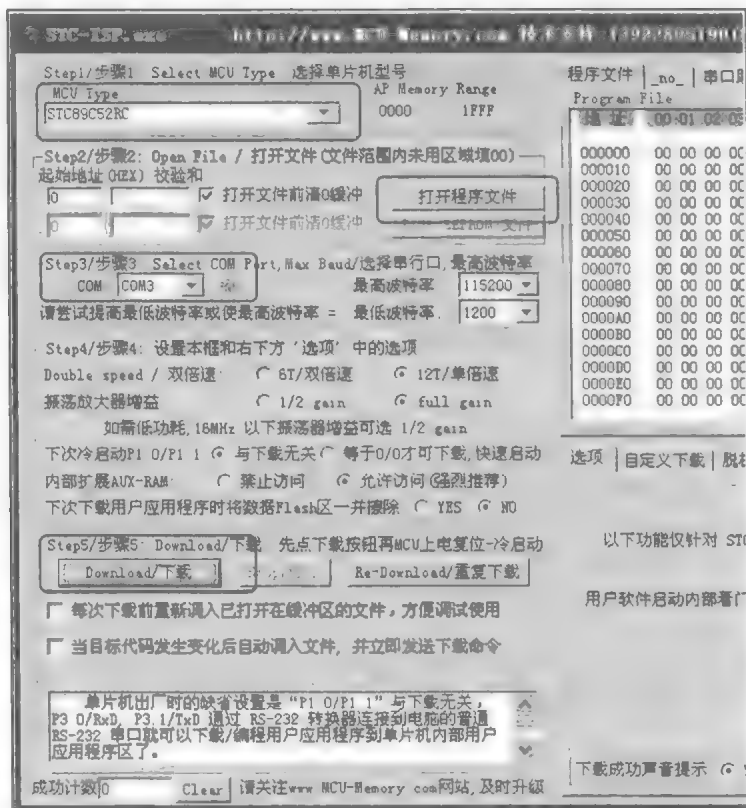 STC-ISP.exe
Step1/步骤1 Select MCU Type 选择单片机型号
MCU Type
AP Memory Range
STC89C52RC
0000 1FFF
Step2/步骤2: Open File / 打开文件(文件范围内未用区域填00)
起始地址(HEX) 校验和
0 打开文件前清0缓冲 打开程序文件
0 打开文件前清0缓冲
Step3/步骤3 Select COM Port,Max Baud/选择串行口,最高波特率
COM COM3 最高波特率 115200
请尝试提高最低波特率或使最高波特率 = 最低波特率. 1200
Step4/步骤4: 设置本框和右下方‘选项’中的选项
Double speed / 双倍速: 6T/双倍速 12T/单倍速
振荡放大器增益 1/2 gain full gain
如需低功耗,16MHz 以下振荡器增益可选 1/2 gain
下次冷启动P1 0/P1 1 与下载无关 等于0/0才可下载,快速启动
内部扩展AUX-RAM: 禁止访问 允许访问(强烈推荐)
下次下载用户应用程序时将数据Flash区一并擦除 YES NO
Step5/步骤5: Download/下载 先点下载按钮再MCU上电复位-冷启动
Download/下载 Re-Download/重复下载
每次下载前重新调入已打开在缓冲区的文件，方便调试使用
当目标代码发生变化后自动调入文件，并立即发送下载命令
单片机出厂时的缺省设置是“P1 0/P1 1”与下载无关，
P3 0/RxD, P3.1/TxD 通过 RS-232 转换器连接到电脑的普通
RS-232 串口就可以下载/编程用户应用程序到单片机内部用户
应用程序区了。
成功计数 0 Clear 请关注www MCU-Memory com网站,及时升级
程序文件 _no_ 串口
Program File
地 址 00 01 02 03
000000 00 00 00 00
000010 00 00 00 00
000020 00 00 00 00
000030 00 00 00 00
000040 00 00 00 00
000050 00 00 00 00
000060 00 00 00 00
000070 00 00 00 00
000080 00 00 00 00
000090 00 00 00 00
0000A0 00 00 00 00
0000B0 00 00 00 00
0000C0 00 00 00 00
0000D0 00 00 00 00
0000E0 00 00 00 00
0000F0 00 00 00 00
选项 自定义下载 脱
以下功能仅针对 STC
用户软件启动内部看门
下载成功声音提示